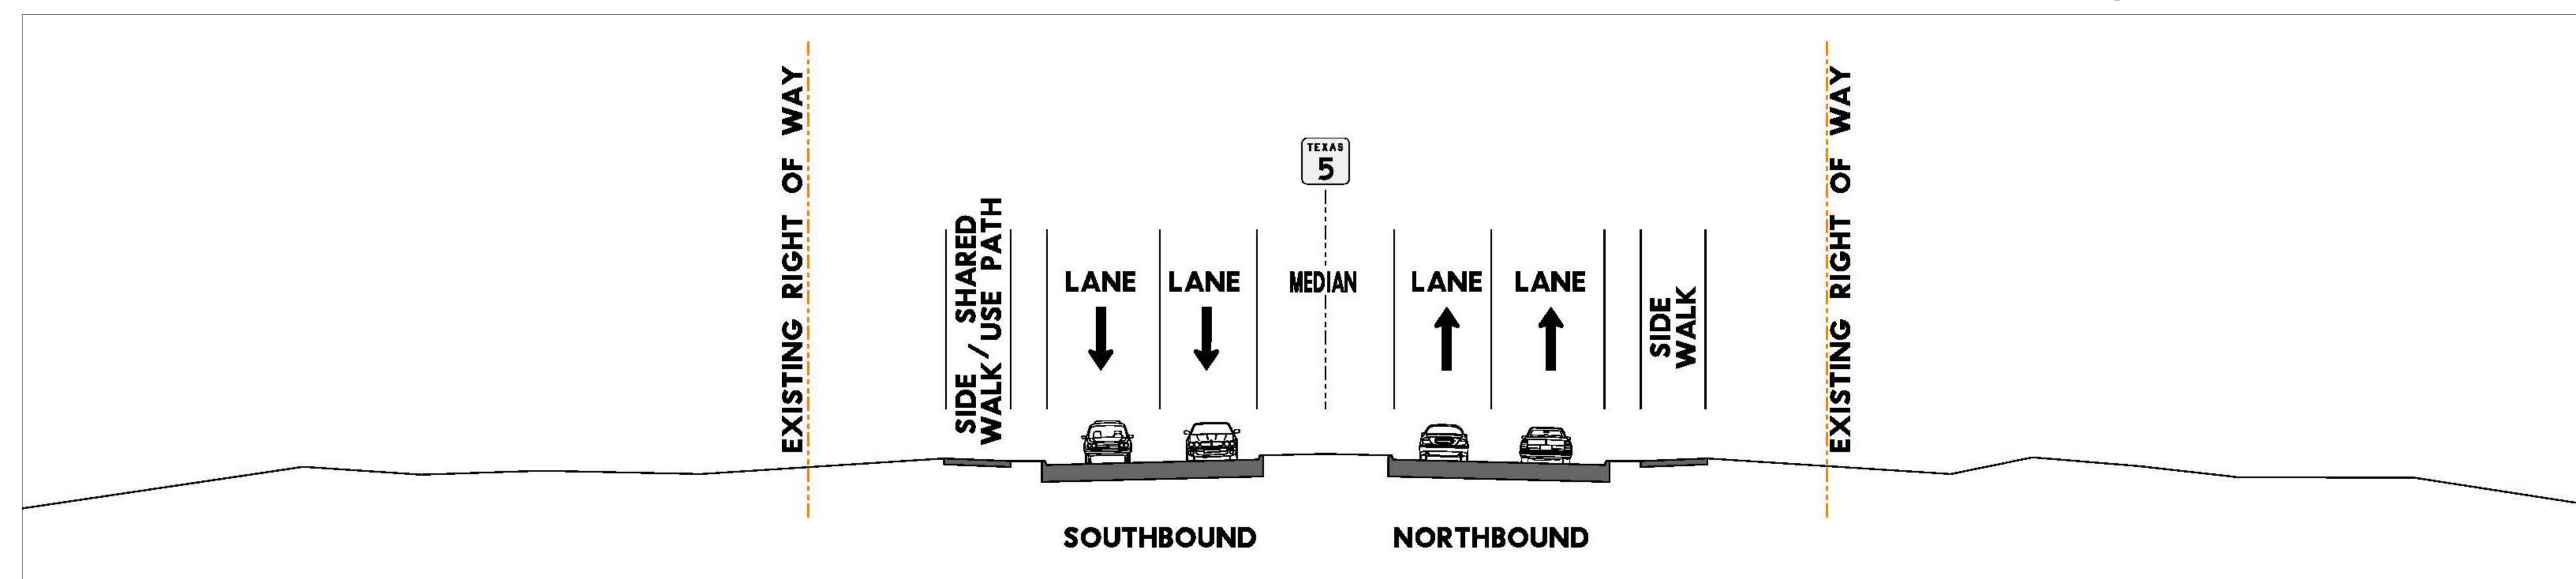 EXISTING RIGHT OF WAY
SIDE / SHARED
WALK / USE PATH
LANE
LANE
TEXAS
5
MEDIAN
LANE
LANE
SIDE
WALK
EXISTING RIGHT OF WAY
SOUTHBOUND
NORTHBOUND